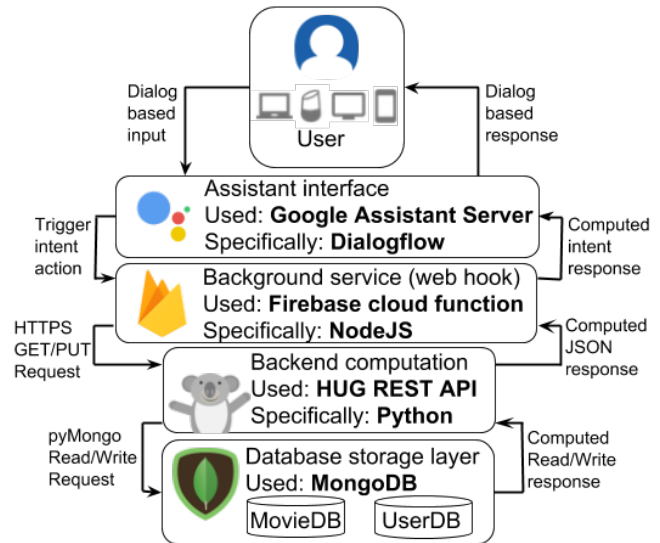 User
Dialog
based
input
Dialog
based
response
Assistant interface
Used: Google Assistant Server
Specifically: Dialogflow
Trigger
intent
action
Computed
intent
response
Background service (web hook)
Used: Firebase cloud function
Specifically: NodeJS
HTTPS
GET/PUT
Request
Computed
JSON
response
Backend computation
Used: HUG REST API
Specifically: Python
pyMongo
Read/Write
Request
Computed
Read/Write
response
Database storage layer
Used: MongoDB
MovieDB
UserDB